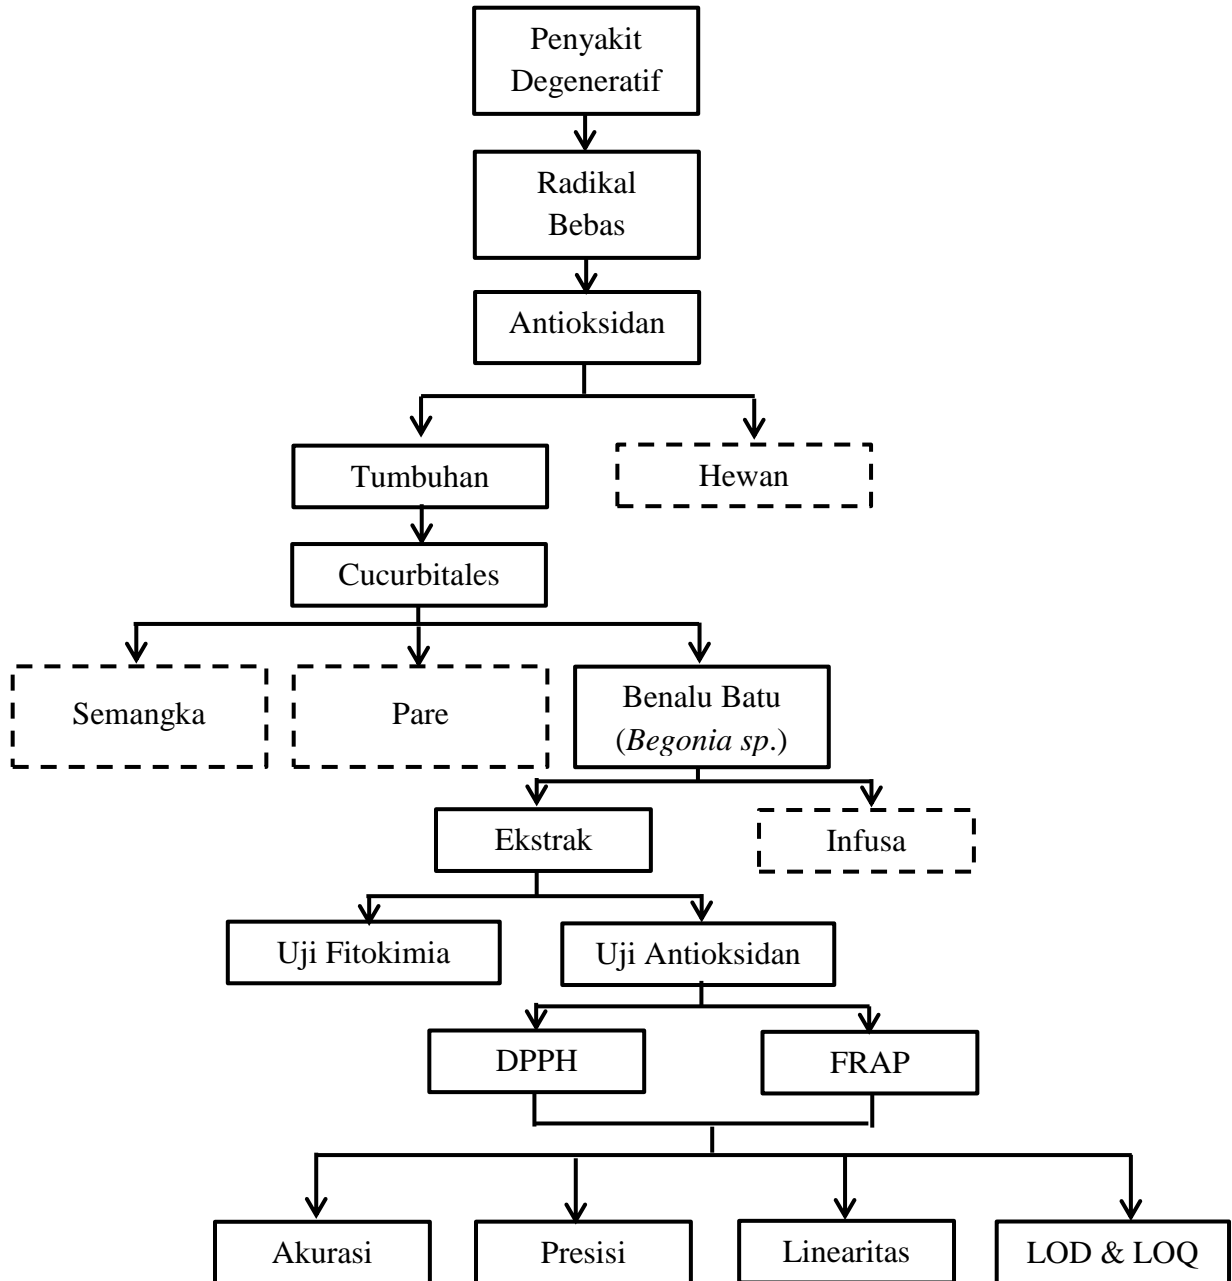 Penyakit
Degeneratif
Radikal
Bebas
Antioksidan
Tumbuhan
Hewan
Cucurbitales
Semangka
Pare
Benalu Batu
(Begonia sp.)
Ekstrak
Infusa
Uji Fitokimia
Uji Antioksidan
DPPH
FRAP
Akurasi
Presisi
Linearitas
LOD & LOQ